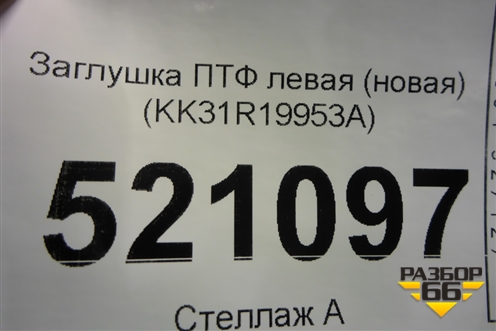 Заглушка ПТФ левая (новая)
(KK31R19953A)
521097
РАЗБОР
66
Стеллаж А